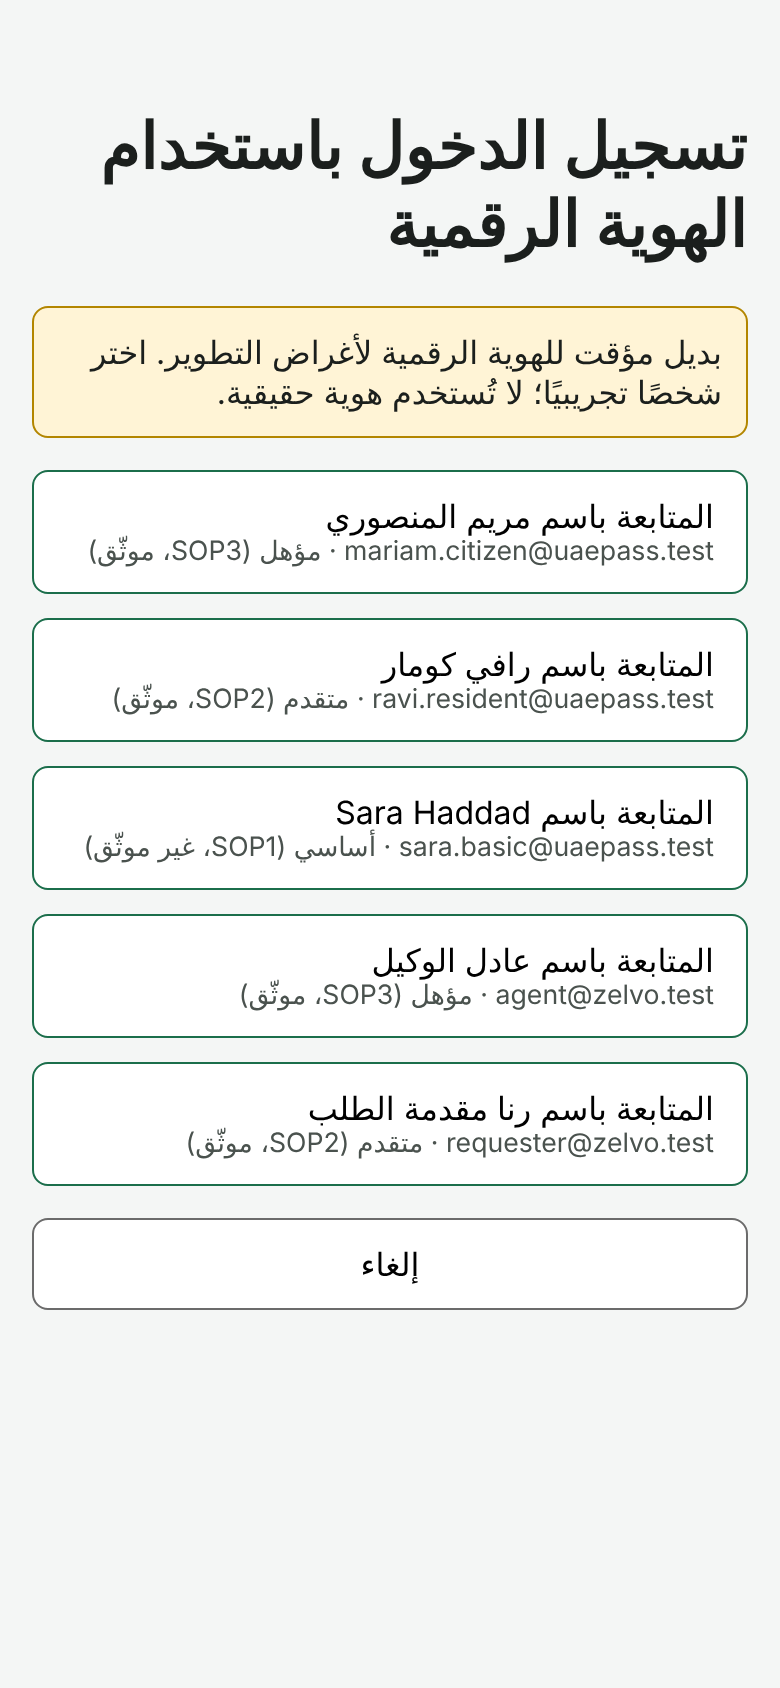 تسجيل الدخول باستخدام
الهوية الرقمية
بديل مؤقت للهوية الرقمية لأغراض التطوير. اختر
شخصًا تجريبيًا؛ لا تُستخدم هوية حقيقية.
المتابعة باسم مريم المنصوري
mariam.citizen@uaepass.test · مؤهل (SOP3، موثّق)
المتابعة باسم رافي كومار
ravi.resident@uaepass.test · متقدم (SOP2، موثّق)
المتابعة باسم Sara Haddad
sara.basic@uaepass.test · أساسي (SOP1، غير موثّق)
المتابعة باسم عادل الوكيل
agent@zelvo.test · مؤهل (SOP3، موثّق)
المتابعة باسم رنا مقدمة الطلب
requester@zelvo.test · متقدم (SOP2، موثّق)
إلغاء